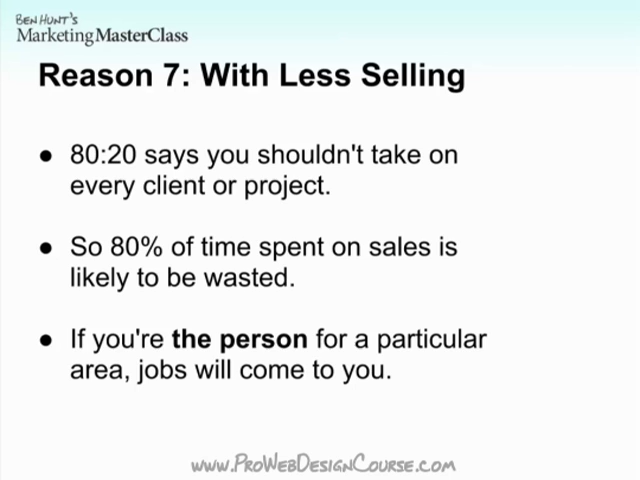 BEN HUNT'S
Marketing MasterClass
Reason 7: With Less Selling
● 80:20 says you shouldn't take on
every client or project.
● So 80% of time spent on sales is
likely to be wasted.
● If you're the person for a particular
area, jobs will come to you.
www.ProWebDesignCourse.com